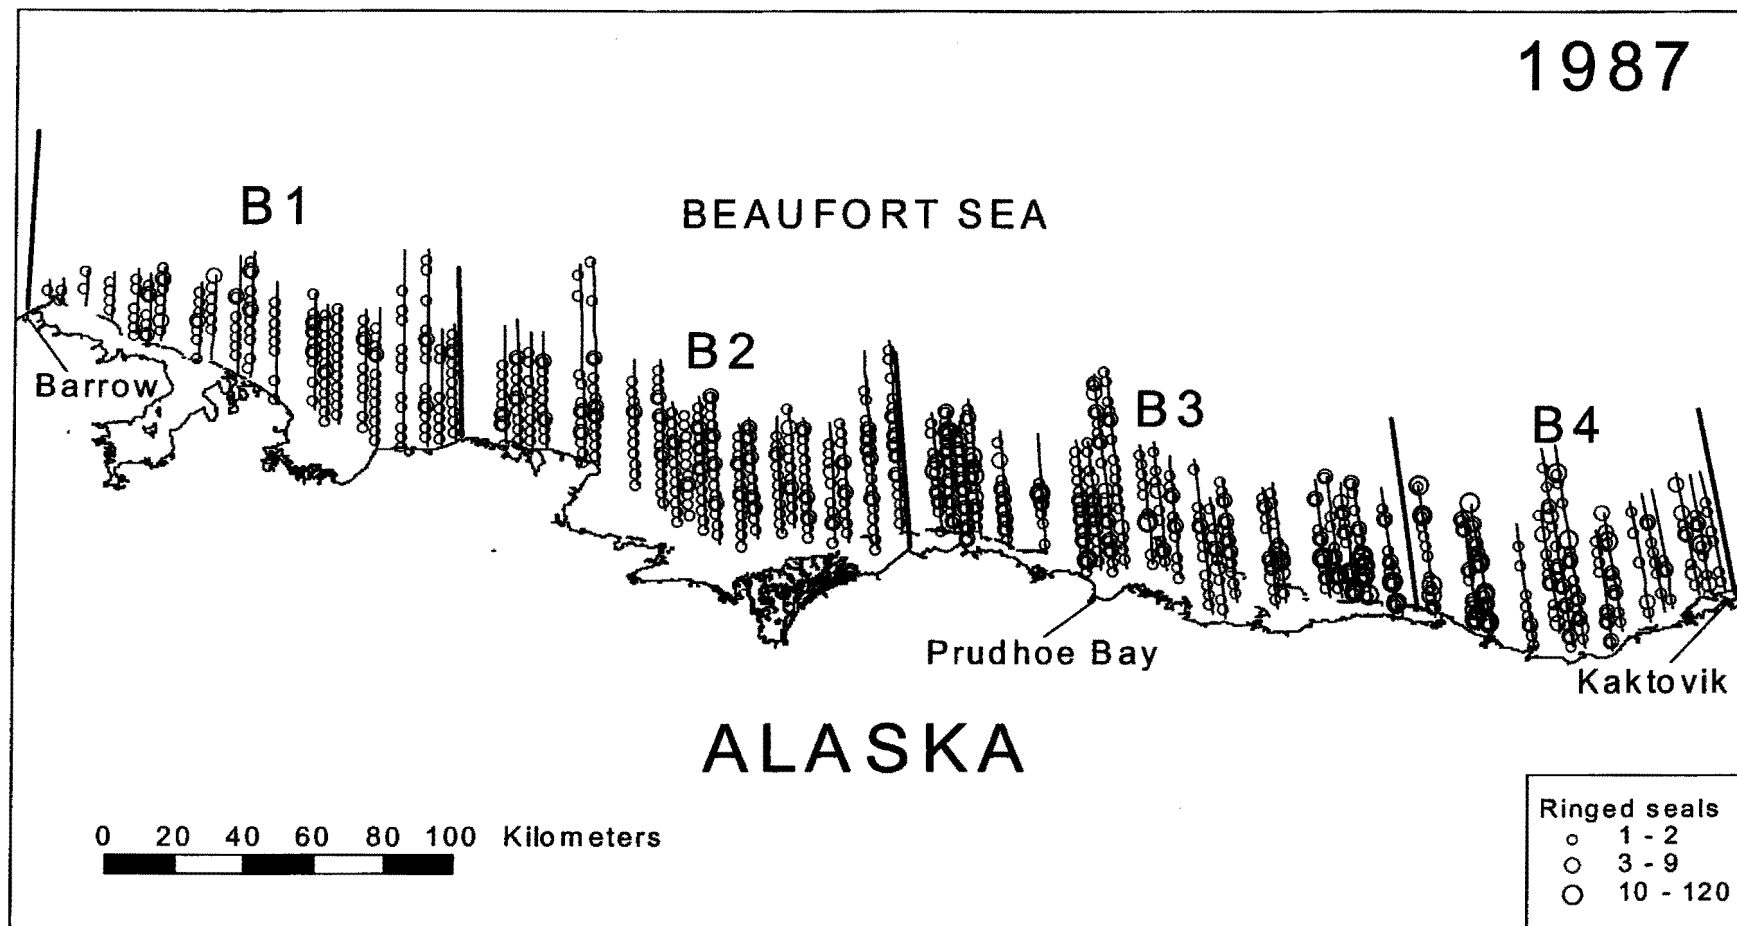 1987
B1
BEAUFORT SEA
B2
Barrow
B3
B4
Prudhoe Bay
Kaktovik
ALASKA
0 20 40 60 80 100 Kilometers
Ringed seals
1 - 2
3 - 9
10 - 120